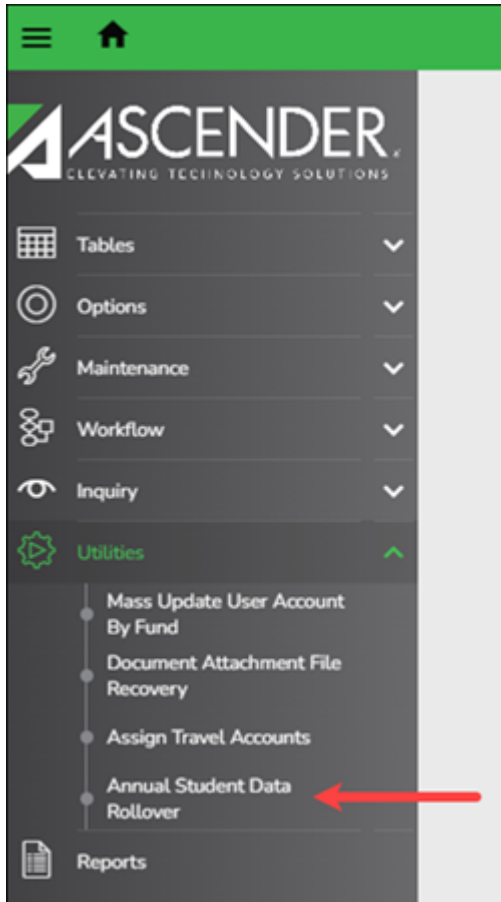 ASCENDER
ELEVATING TECHNOLOGY SOLUTIONS
Tables
Options
Maintenance
Workflow
Inquiry
Utilities
Mass Update User Account
By Fund
Document Attachment File
Recovery
Assign Travel Accounts
Annual Student Data
Rollover
Reports